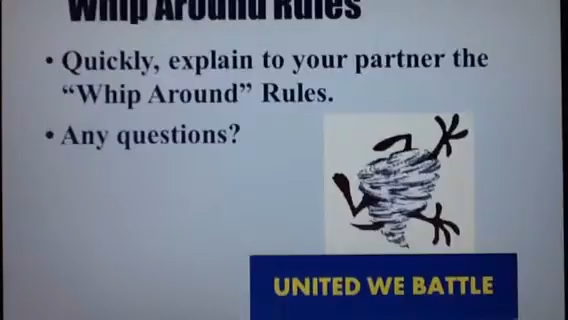 Whip Around Rules
• Quickly, explain to your partner the
“Whip Around” Rules.
• Any questions?
UNITED WE BATTLE